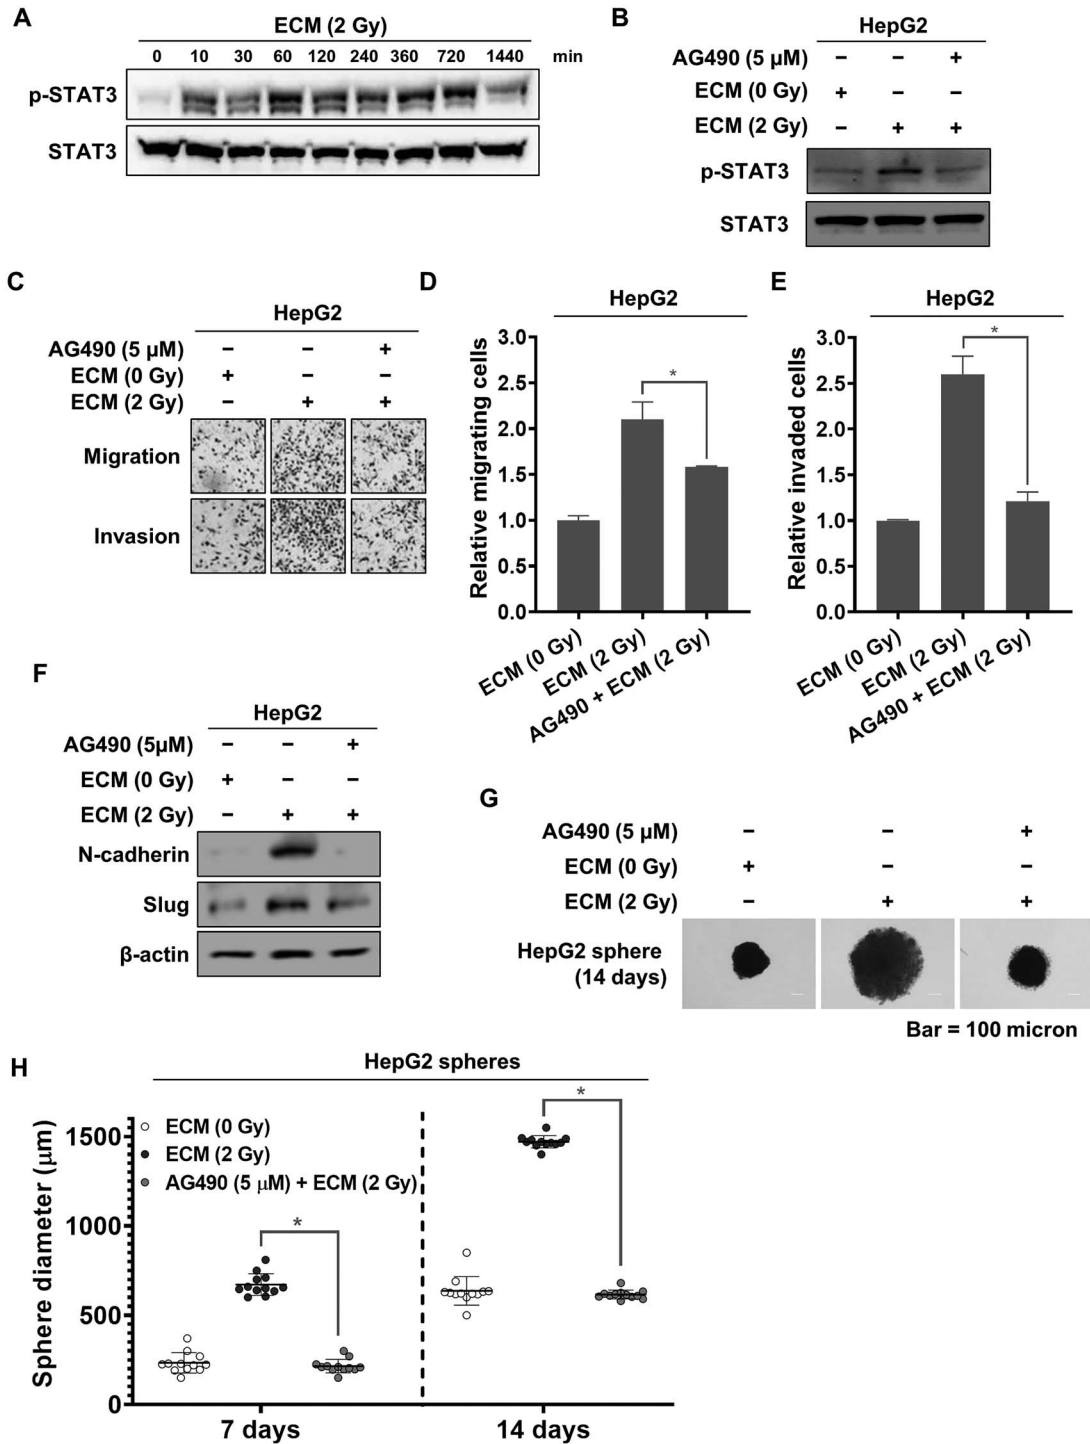 A
ECM (2 Gy)
0 10 30 60 120 240 360 720 1440 min
p-STAT3
STAT3
B
HepG2
AG490 (5 μM) – – +
ECM (0 Gy) + – –
ECM (2 Gy) – + +
p-STAT3
STAT3
C
HepG2
AG490 (5 μM) – – +
ECM (0 Gy) + – –
ECM (2 Gy) – + +
Migration
Invasion
D
HepG2
Relative migrating cells
3.0
2.5
2.0
1.5
1.0
0.5
0.0
*
ECM (0 Gy)
ECM (2 Gy)
AG490 + ECM (2 Gy)
E
HepG2
Relative invaded cells
3.0
2.5
2.0
1.5
1.0
0.5
0.0
*
ECM (0 Gy)
ECM (2 Gy)
AG490 + ECM (2 Gy)
F
HepG2
AG490 (5μM) – – +
ECM (0 Gy) + – –
ECM (2 Gy) – + +
N-cadherin
Slug
β-actin
G
AG490 (5 μM) – – +
ECM (0 Gy) + – –
ECM (2 Gy) – + +
HepG2 sphere
(14 days)
Bar = 100 micron
H
HepG2 spheres
Sphere diameter (μm)
1500
1000
500
0
ECM (0 Gy)
ECM (2 Gy)
AG490 (5 μM) + ECM (2 Gy)
*
*
7 days
14 days